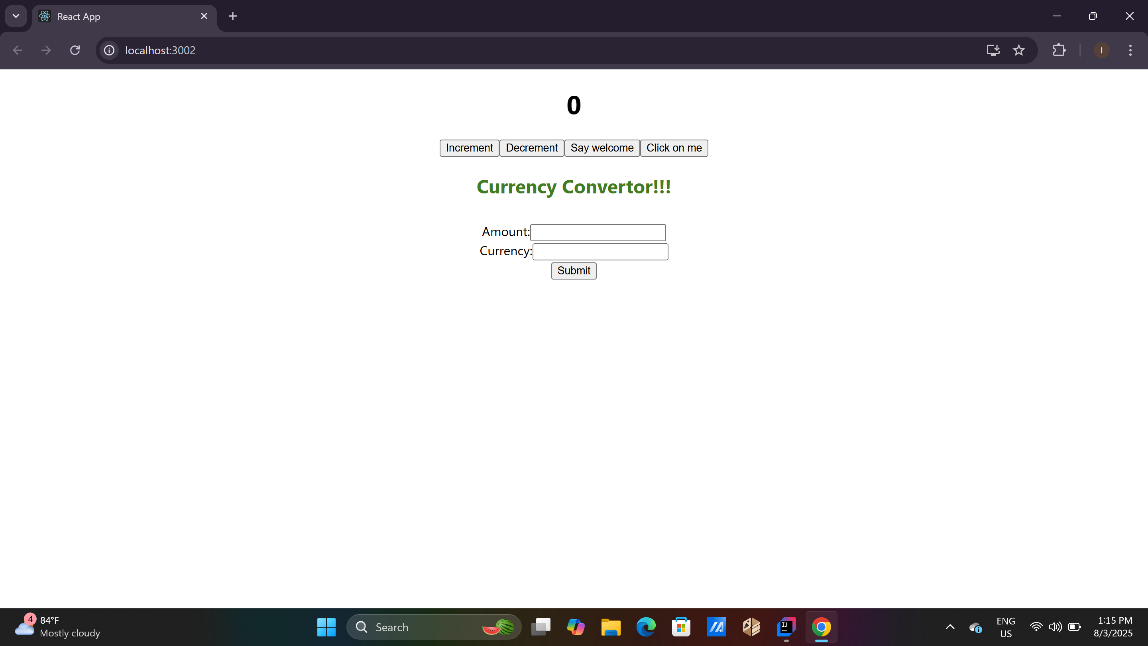 React App
localhost:3002
I
0
Increment Decrement Say welcome Click on me
Currency Convertor!!!
Amount:
Currency:
Submit
4
84°F
Mostly cloudy
Search
ENG
US
1:15 PM
8/3/2025